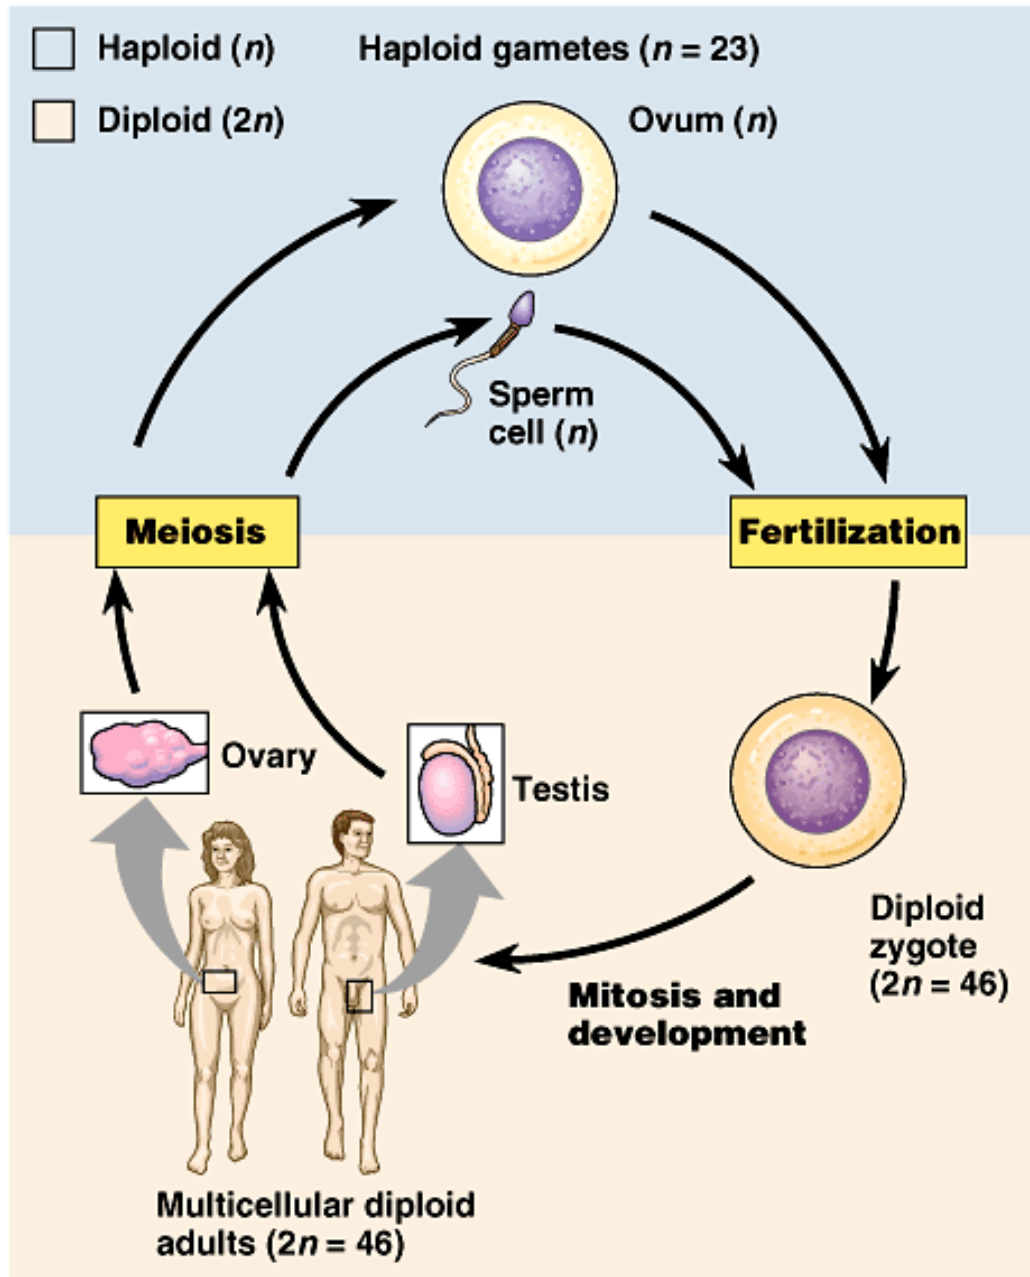 Haploid (n)
Haploid gametes (n = 23)
Diploid (2n)
Ovum (n)
Sperm
cell (n)
Meiosis
Fertilization
Ovary
Testis
Diploid
zygote
(2n = 46)
Mitosis and
development
Multicellular diploid
adults (2n = 46)